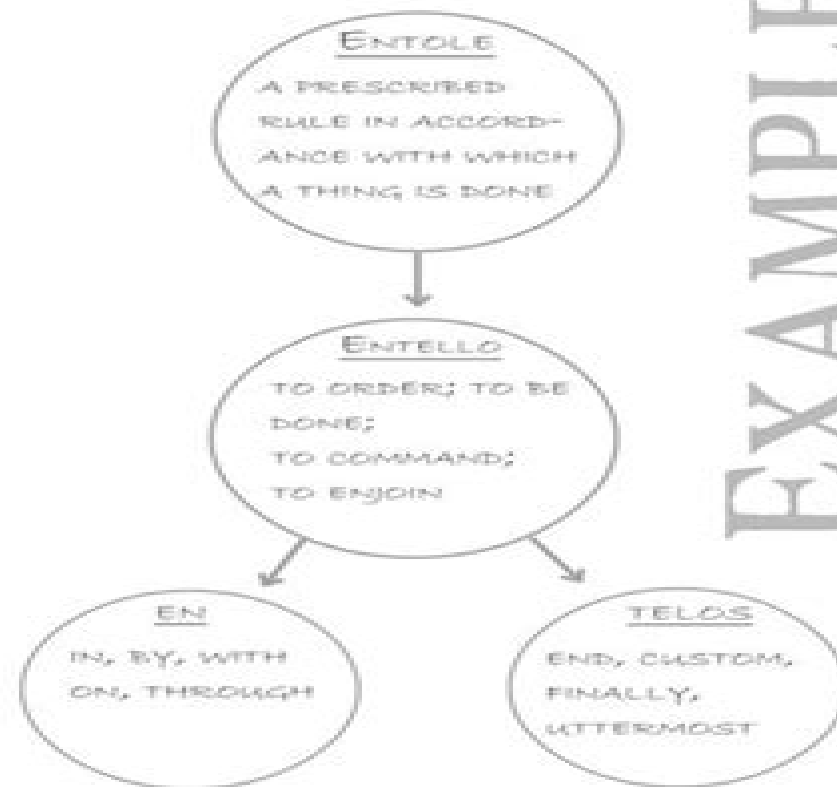 ENTOLE
A PRESCRIBED
RULE IN ACCORD-
ANCE WITH WHICH
A THING IS DONE
ENTELLO
TO ORDER; TO BE
DONE;
TO COMMAND;
TO ENJOIN
EN
IN, BY, WITH
ON, THROUGH
TELOS
END, CUSTOM,
FINALLY,
UTTERMOST
EXAMPLE